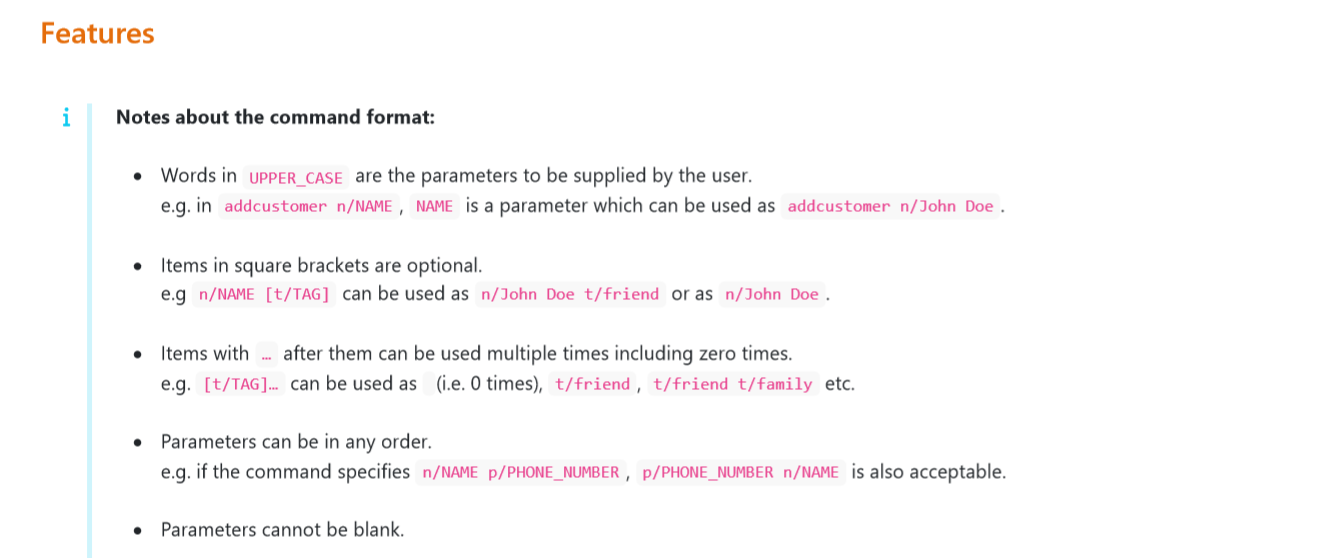 Features
i
Notes about the command format:
• Words in UPPER_CASE are the parameters to be supplied by the user.
e.g. in addcustomer n/NAME, NAME is a parameter which can be used as addcustomer n/John Doe.
• Items in square brackets are optional.
e.g n/NAME [t/TAG] can be used as n/John Doe t/friend or as n/John Doe.
• Items with … after them can be used multiple times including zero times.
e.g. [t/TAG]… can be used as   (i.e. 0 times), t/friend, t/friend t/family etc.
• Parameters can be in any order.
e.g. if the command specifies n/NAME p/PHONE_NUMBER, p/PHONE_NUMBER n/NAME is also acceptable.
• Parameters cannot be blank.